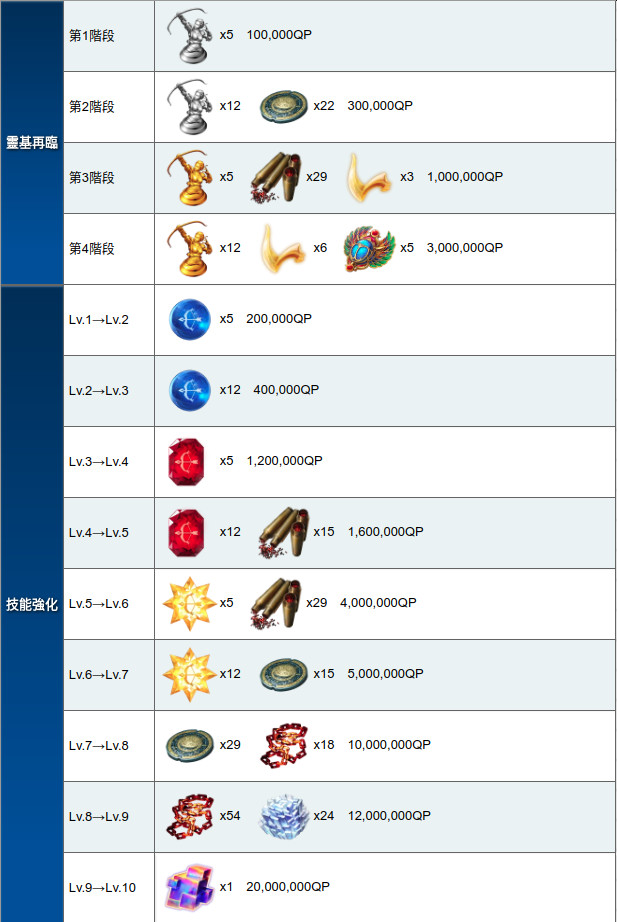 靈基再臨
第1階段 x5 100,000QP
第2階段 x12 x22 300,000QP
第3階段 x5 x29 x3 1,000,000QP
第4階段 x12 x6 x5 3,000,000QP
技能強化
Lv.1→Lv.2 x5 200,000QP
Lv.2→Lv.3 x12 400,000QP
Lv.3→Lv.4 x5 1,200,000QP
Lv.4→Lv.5 x12 x15 1,600,000QP
Lv.5→Lv.6 x5 x29 4,000,000QP
Lv.6→Lv.7 x12 x15 5,000,000QP
Lv.7→Lv.8 x29 x18 10,000,000QP
Lv.8→Lv.9 x54 x24 12,000,000QP
Lv.9→Lv.10 x1 20,000,000QP